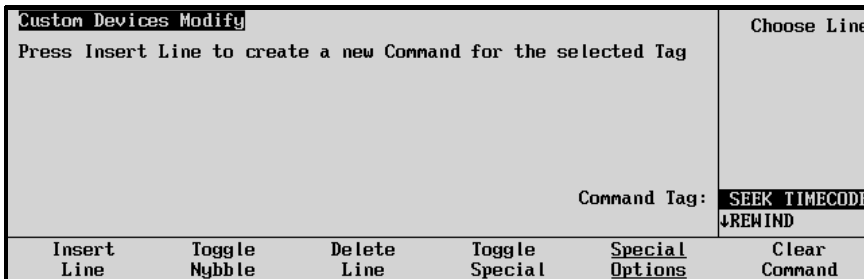 Custom Devices Modify
Choose Line
Press Insert Line to create a new Command for the selected Tag
Command Tag: SEEK TIMECODE
↓REWIND
Insert Line
Toggle Nybble
Delete Line
Toggle Special
Special Options
Clear Command